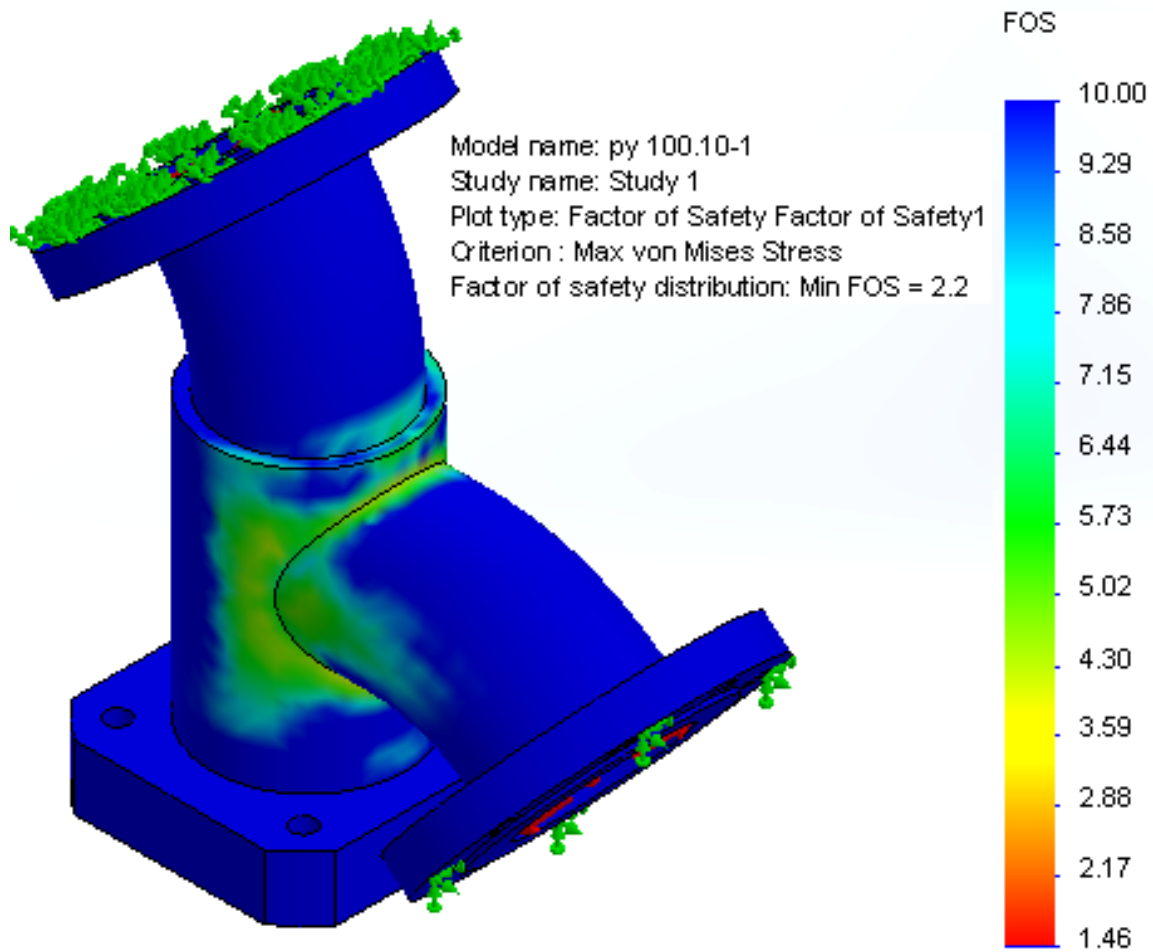 FOS
Model name: py 100.10-1
Study name: Study 1
Plot type: Factor of Safety Factor of Safety1
Criterion : Max von Mises Stress
Factor of safety distribution: Min FOS = 2.2
10.00
9.29
8.58
7.86
7.15
6.44
5.73
5.02
4.30
3.59
2.88
2.17
1.46